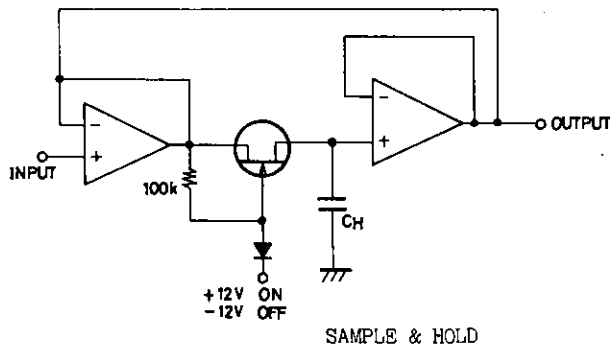 −
+
INPUT
100k
+12V ON
−12V OFF
CH
−
+
OUTPUT
SAMPLE & HOLD